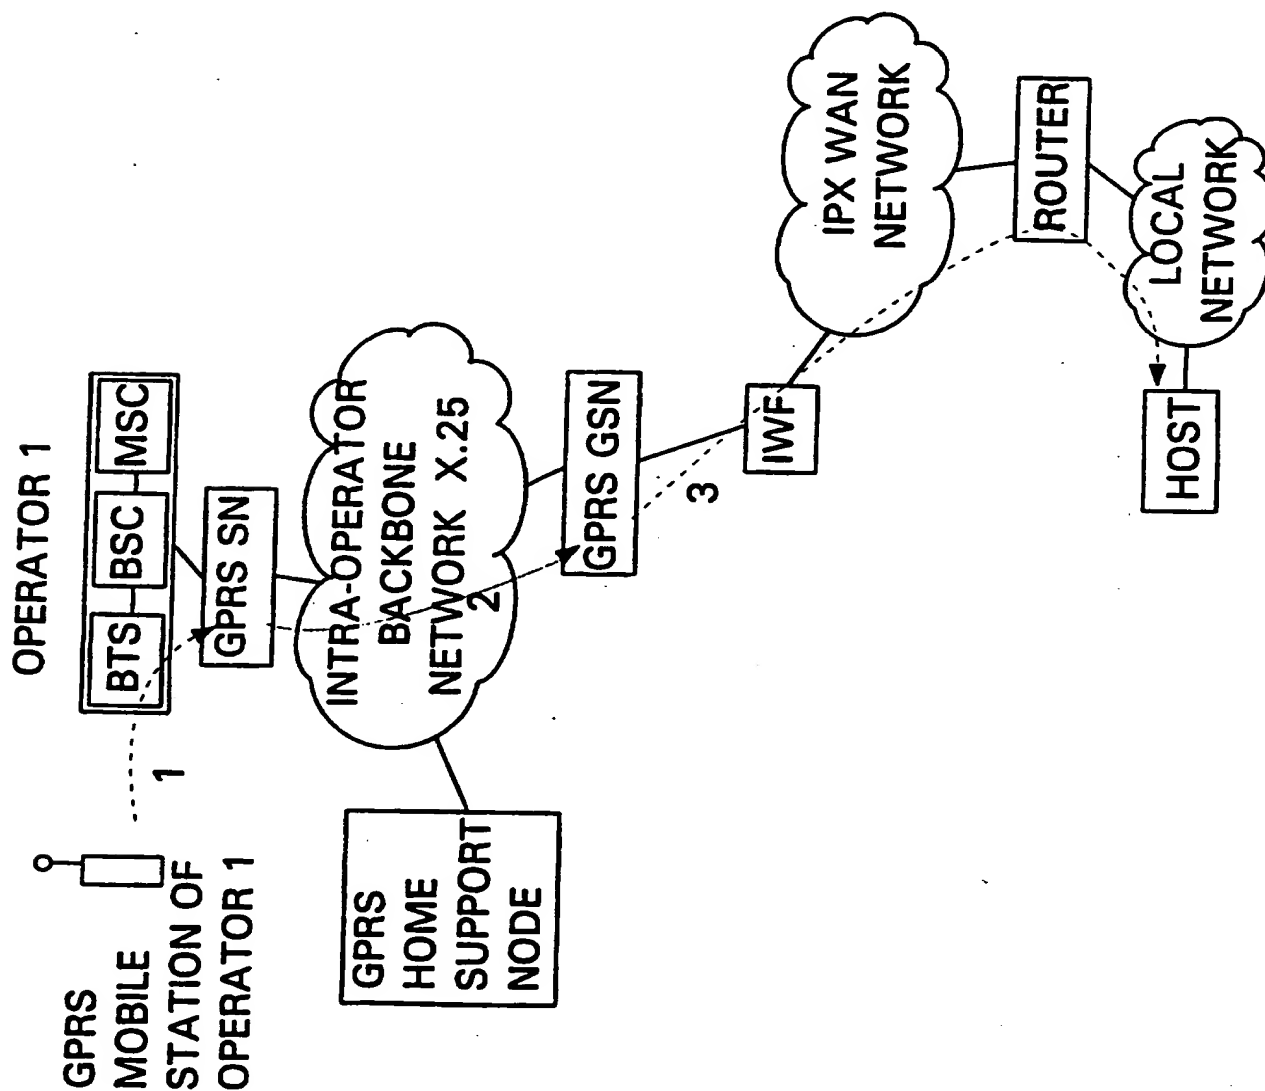 OPERATOR 1
BTS
BSC
MSC
GPRS
MOBILE
STATION OF
OPERATOR 1
1
GPRS SN
INTRA-OPERATOR
BACKBONE
NETWORK X.25
2
GPRS
HOME
SUPPORT
NODE
GPRS GSN
3
IWF
IPX WAN
NETWORK
ROUTER
LOCAL
NETWORK
HOST